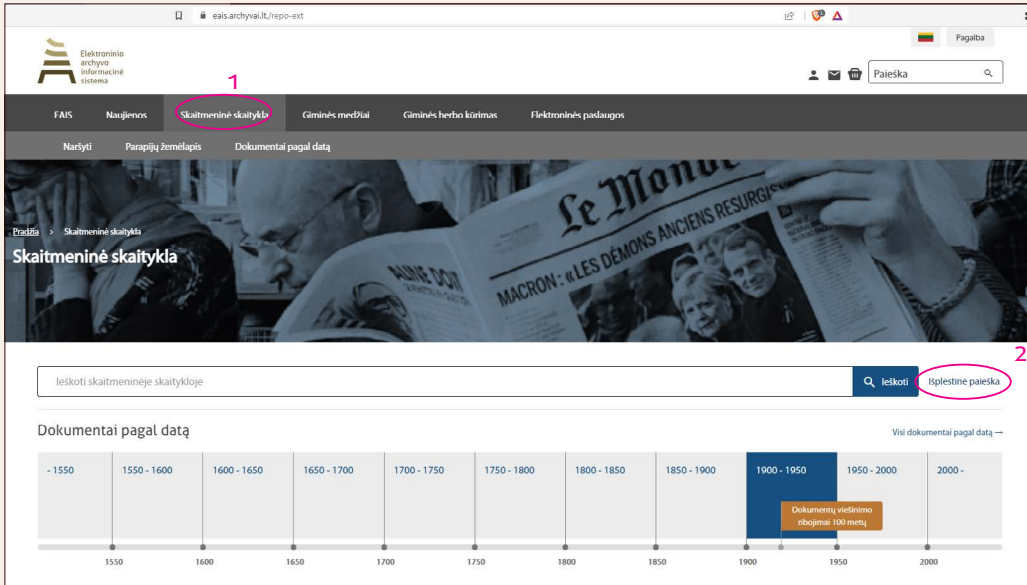 eais.archyvai.lt./repo-ext
Pagalba
Elektroninio
archyvo
informacinė
sistema
Paieška
1
EAIS
Naujienos
Skaitmeninė skaitykla
Giminės medžiai
Giminės herbo kūrimas
Elektroninės paslaugos
Naršyti
Parapijų žemėlapis
Dokumentai pagal datą
Le Monde
MACRON: «LES DÉMONS ANCIENS RESURGIS
Pradžia > Skaitmeninė skaitykla
Skaitmeninė skaitykla
2
Ieškoti skaitmeninėje skaitykloje
Ieškoti
Išplėstinė paieška
Dokumentai pagal datą
Visi dokumentai pagal datą →
- 1550
1550 - 1600
1600 - 1650
1650 - 1700
1700 - 1750
1750 - 1800
1800 - 1850
1850 - 1900
1900 - 1950
1950 - 2000
2000 -
Dokumentų viešinimo
ribojimai 100 metų
1550
1600
1650
1700
1750
1800
1850
1900
1950
2000